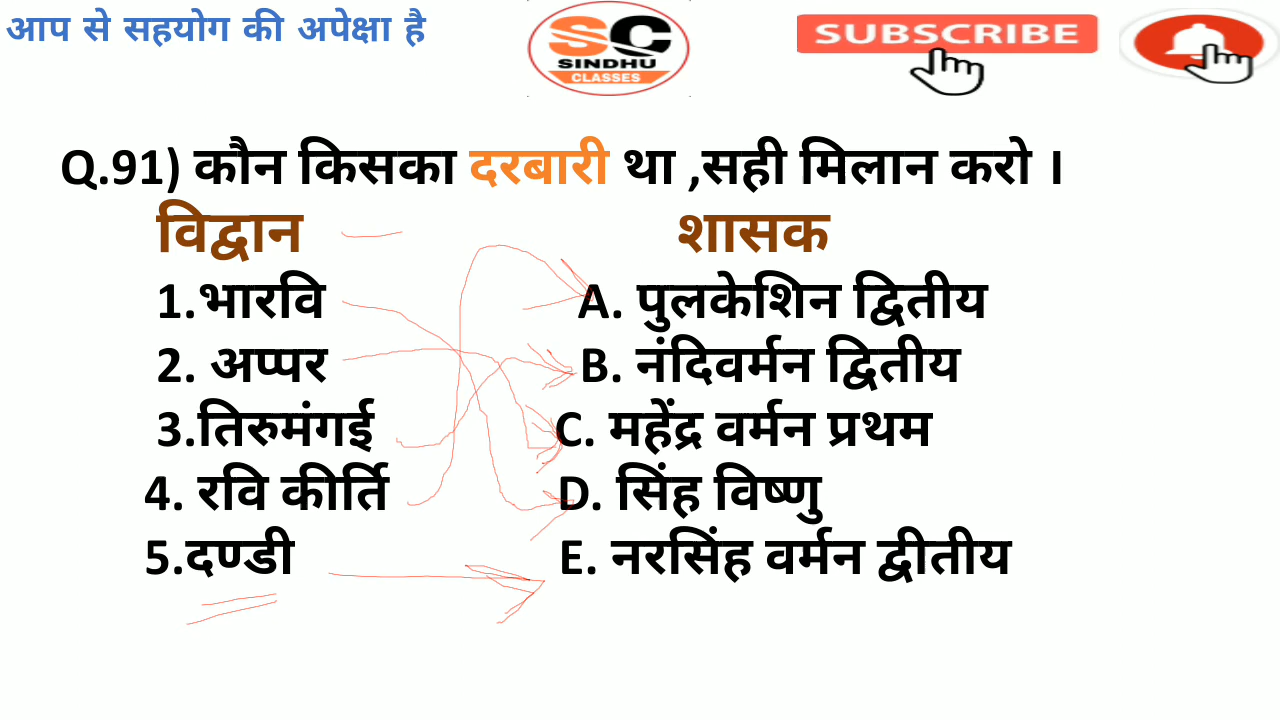 आप से सहयोग की अपेक्षा है
SC
SINDHU
CLASSES
SUBSCRIBE
Q.91) कौन किसका दरबारी था ,सही मिलान करो ।
विद्वान शासक
1.भारवि A. पुलकेशिन द्वितीय
2. अप्पर B. नंदिवर्मन द्वितीय
3.तिरुमंगई C. महेंद्र वर्मन प्रथम
4. रवि कीर्ति D. सिंह विष्णु
5.दण्डी E. नरसिंह वर्मन द्वीतीय